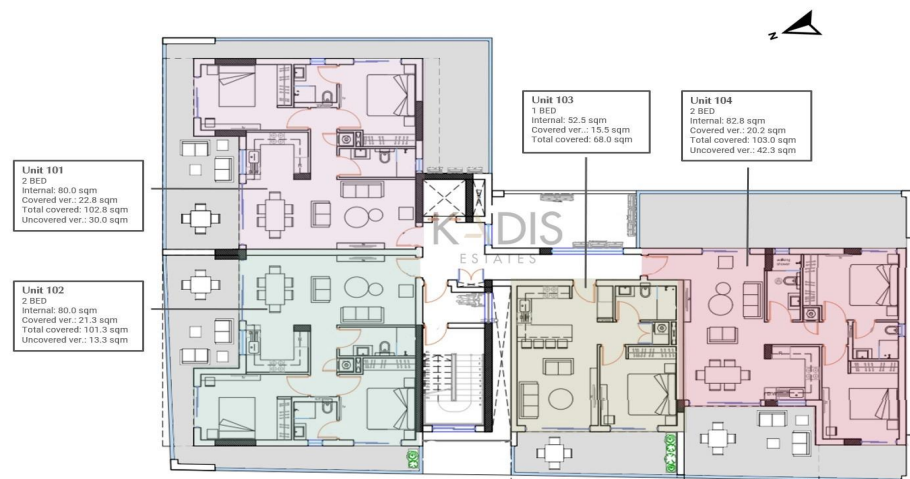 N
Unit 103
1 BED
Internal: 52.5 sqm
Covered ver..: 15.5 sqm
Total covered: 68.0 sqm
Unit 104
2 BED
Internal: 82.8 sqm
Covered ver.: 20.2 sqm
Total covered: 103.0 sqm
Uncovered ver.: 42.3 sqm
Unit 101
2 BED
Internal: 80.0 sqm
Covered ver.: 22.8 sqm
Total covered: 102.8 sqm
Uncovered ver.: 30.0 sqm
KADIS
ESTATES
Unit 102
2 BED
Internal: 80.0 sqm
Covered ver.: 21.3 sqm
Total covered: 101.3 sqm
Uncovered ver.: 13.3 sqm